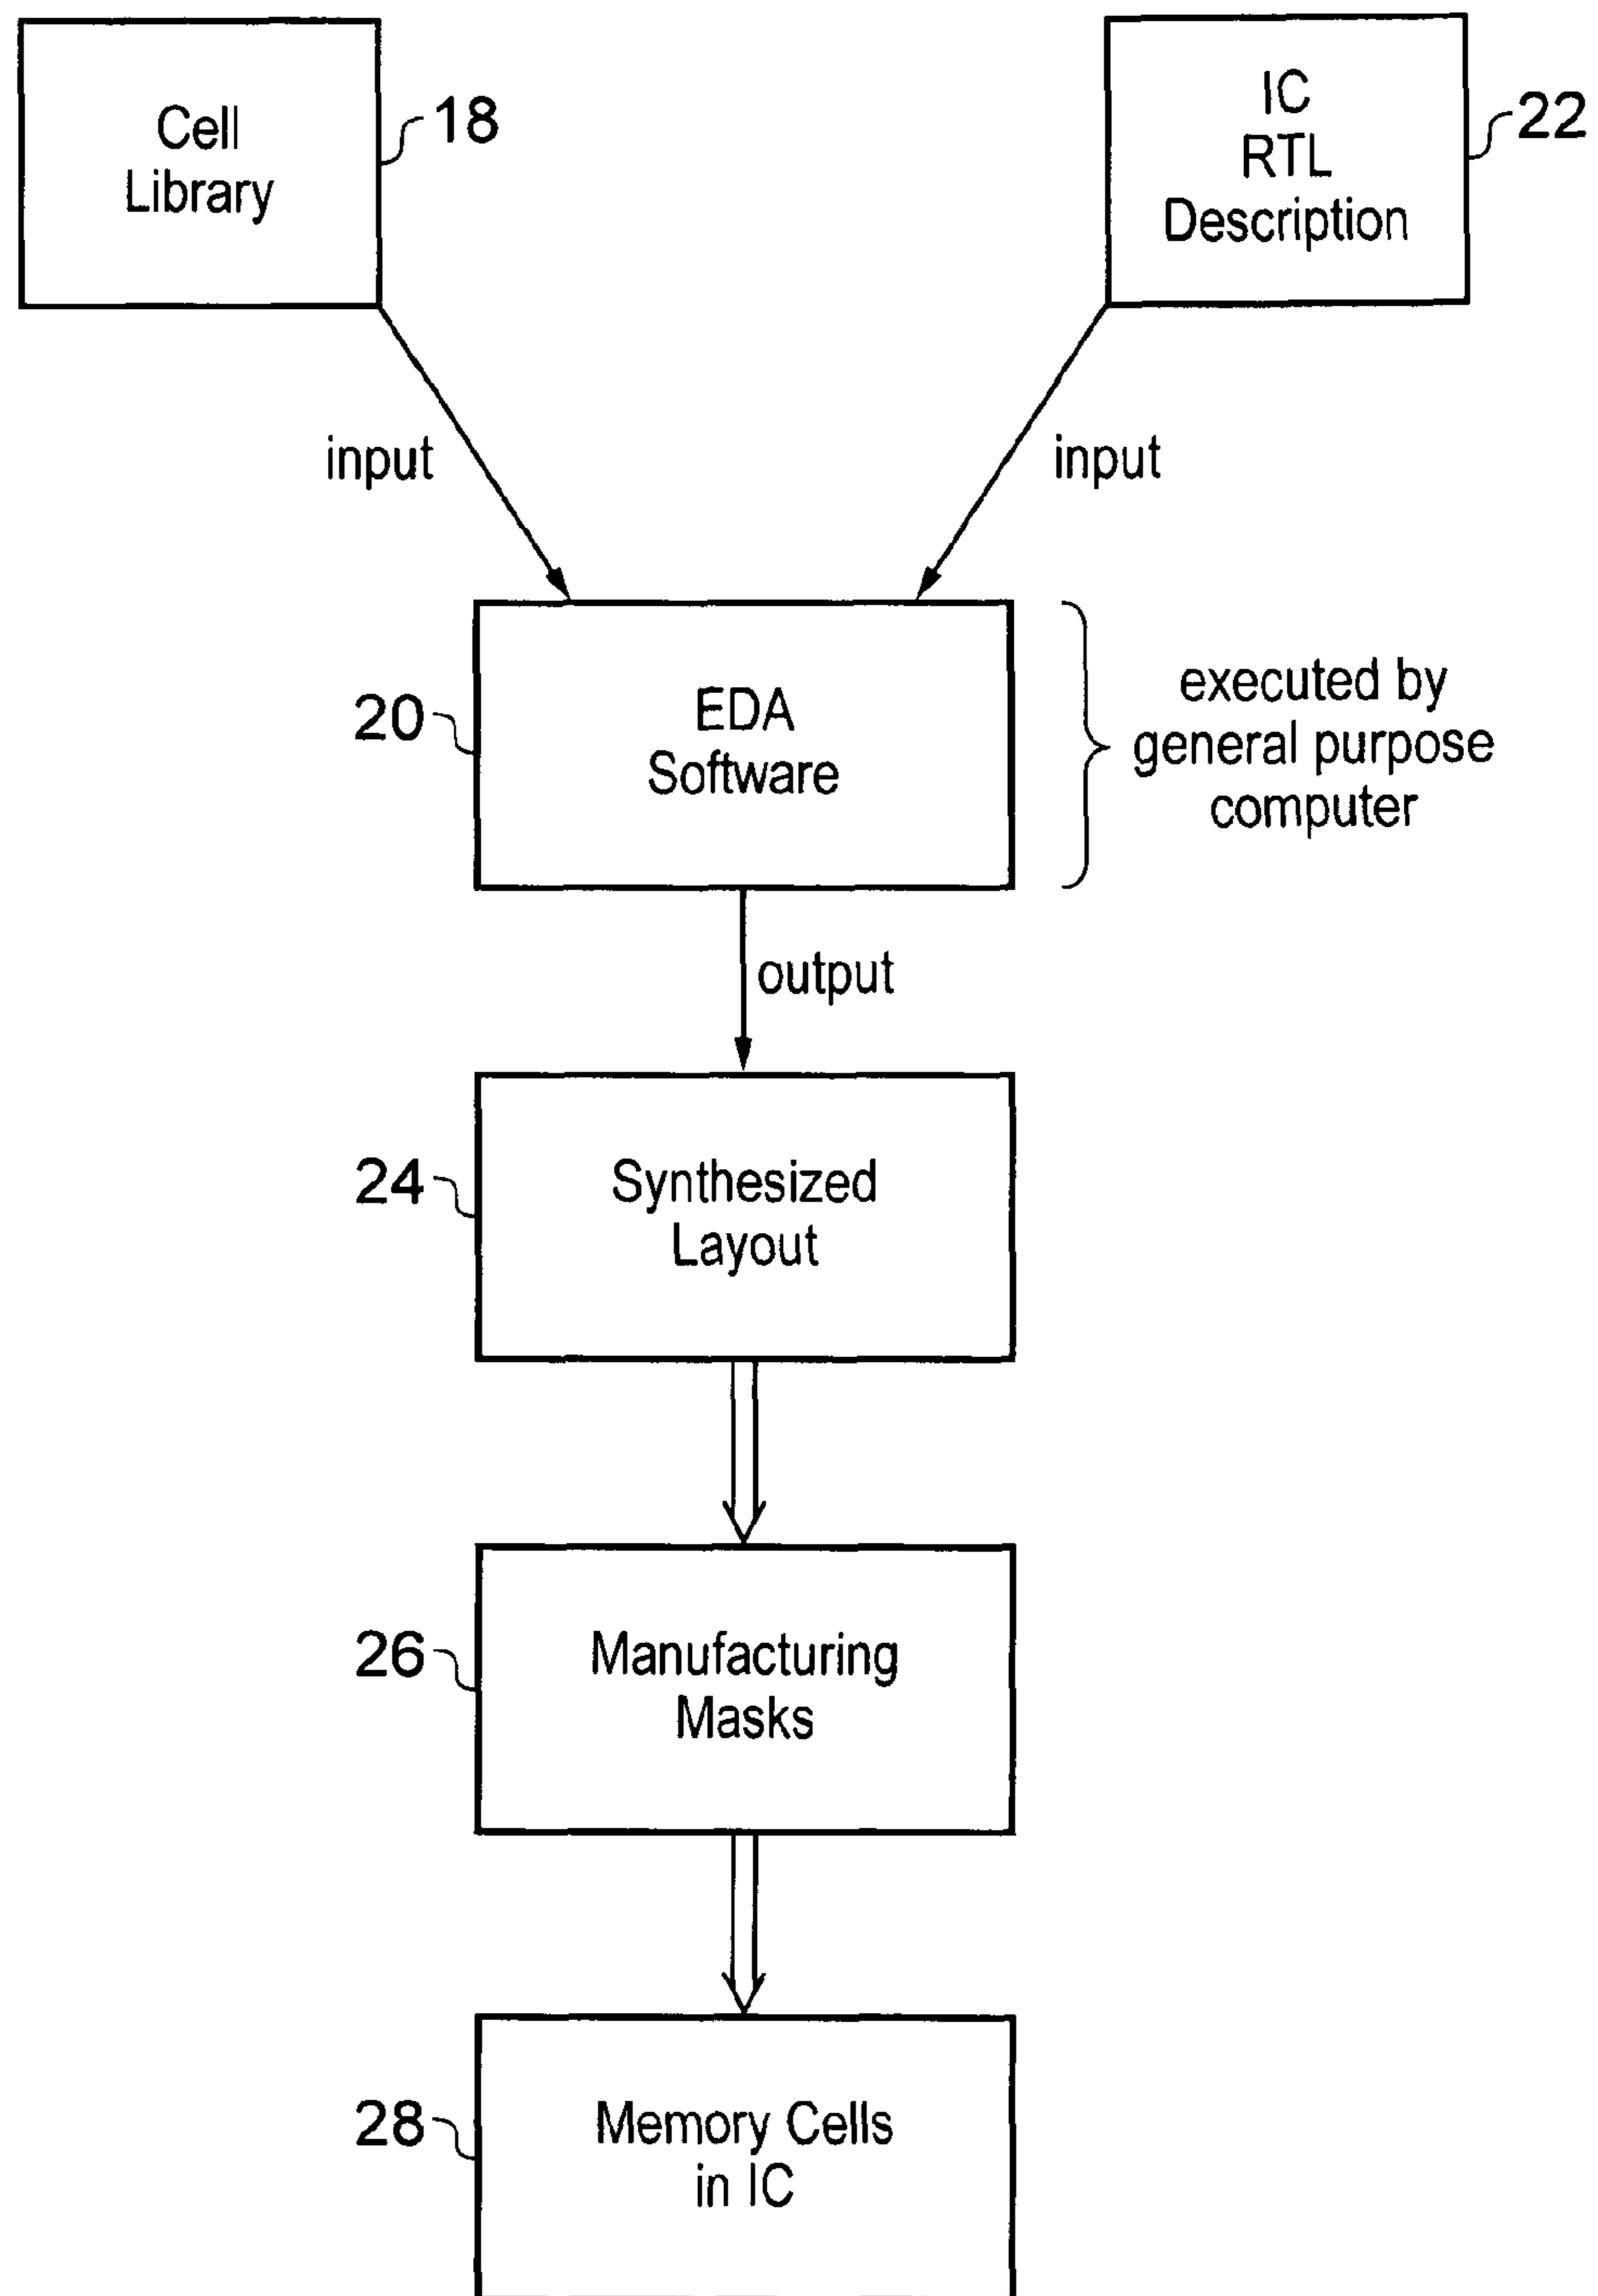 Cell
Library
18
IC
RTL
Description
22
input
input
20
EDA
Software
executed by
general purpose
computer
output
24
Synthesized
Layout
26
Manufacturing
Masks
28
Memory Cells
in IC